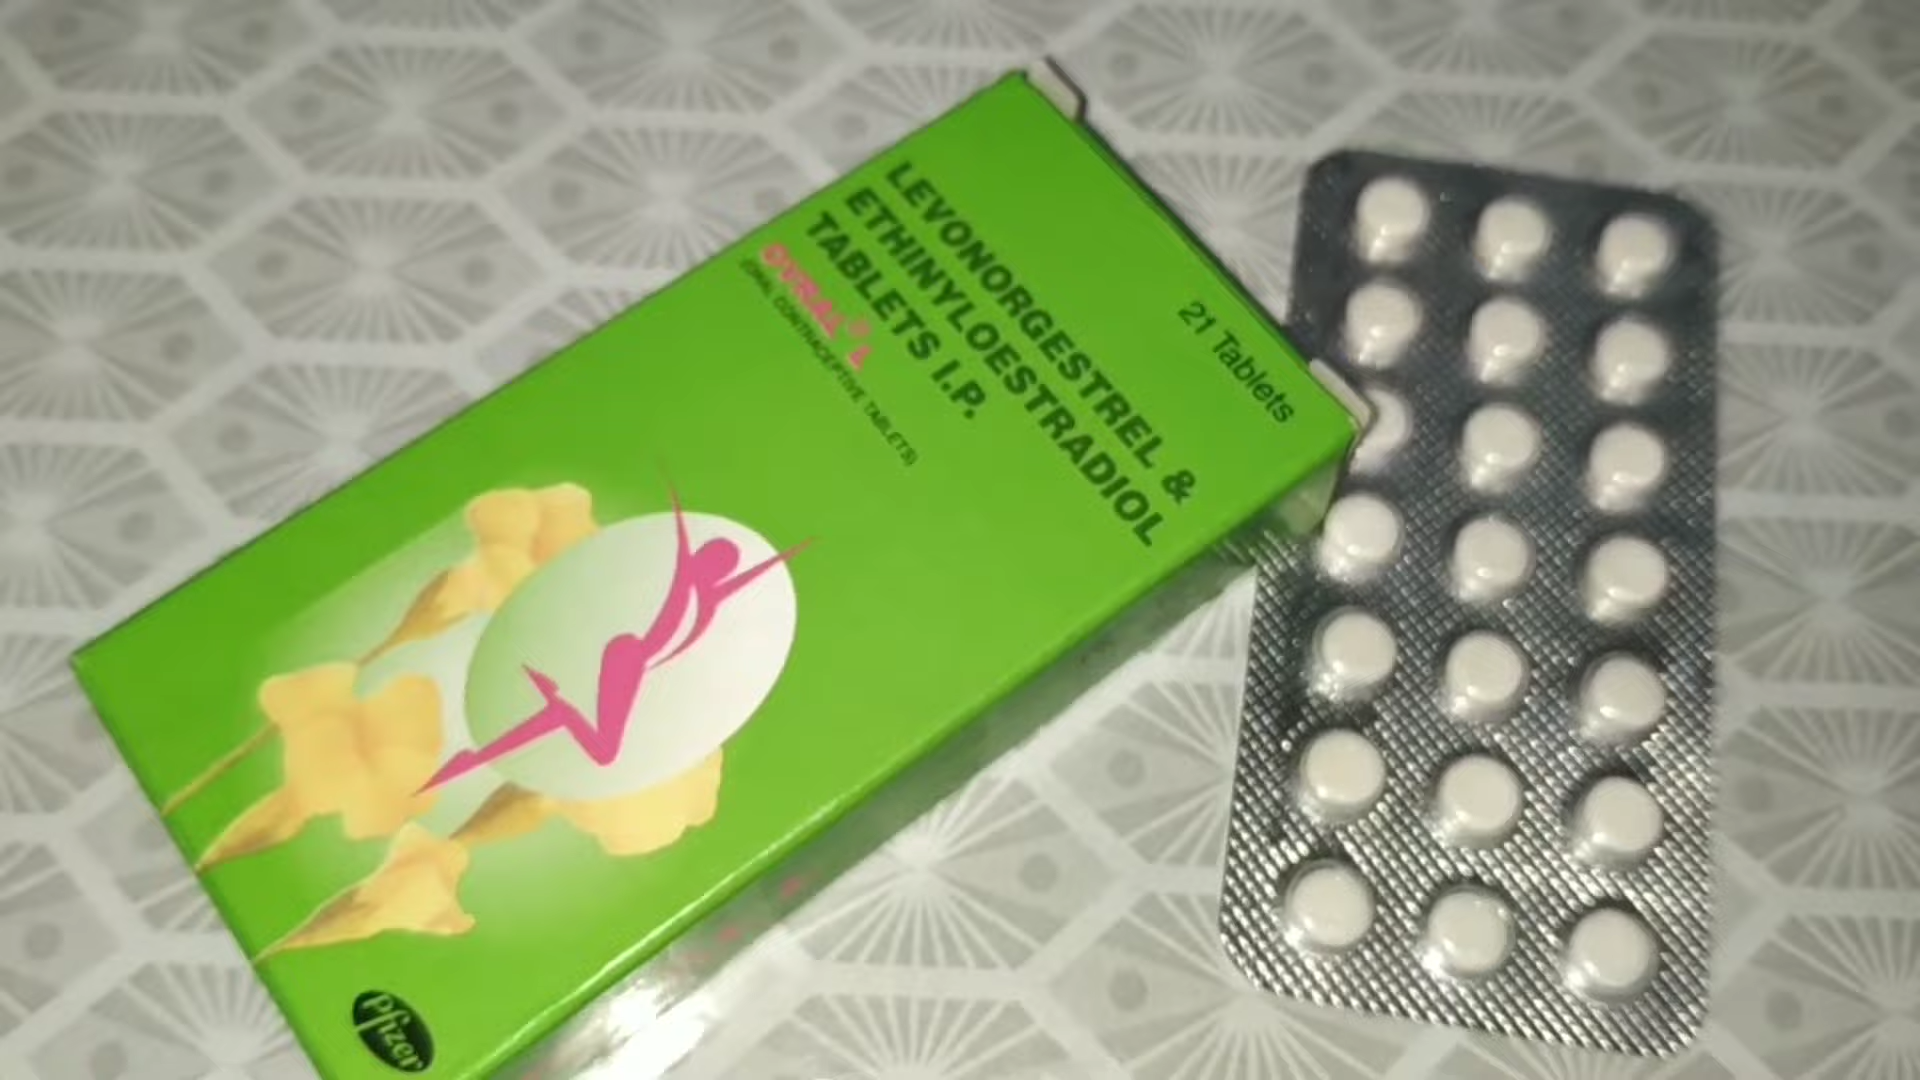 21 Tablets
LEVONORGESTREL &
ETHINYLOESTRADIOL
TABLETS I.P.
OVRAL® L
(ORAL CONTRACEPTIVE TABLETS)
Pfizer